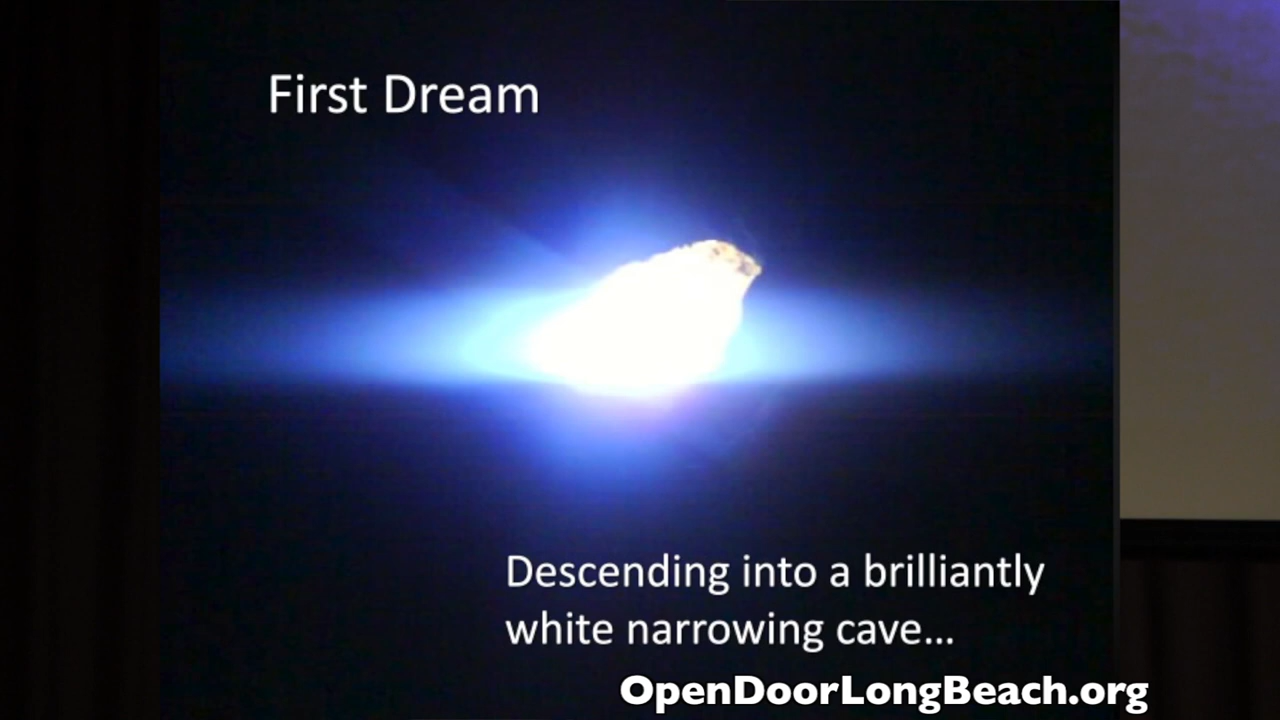 First Dream
Descending into a brilliantly
white narrowing cave...
OpenDoorLongBeach.org